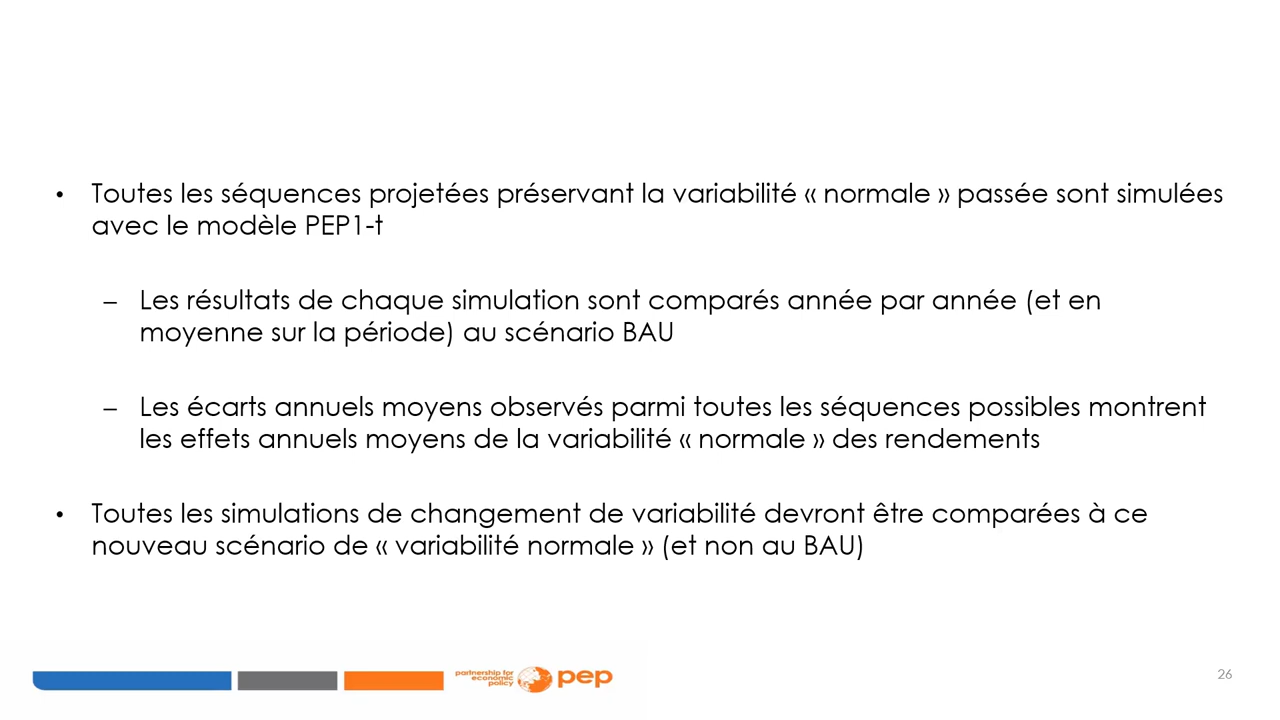 • Toutes les séquences projetées préservant la variabilité « normale » passée sont simulées
avec le modèle PEP1-t
– Les résultats de chaque simulation sont comparés année par année (et en
moyenne sur la période) au scénario BAU
– Les écarts annuels moyens observés parmi toutes les séquences possibles montrent
les effets annuels moyens de la variabilité « normale » des rendements
• Toutes les simulations de changement de variabilité devront être comparées à ce
nouveau scénario de « variabilité normale » (et non au BAU)
partnership for
economic
policy
pep
26